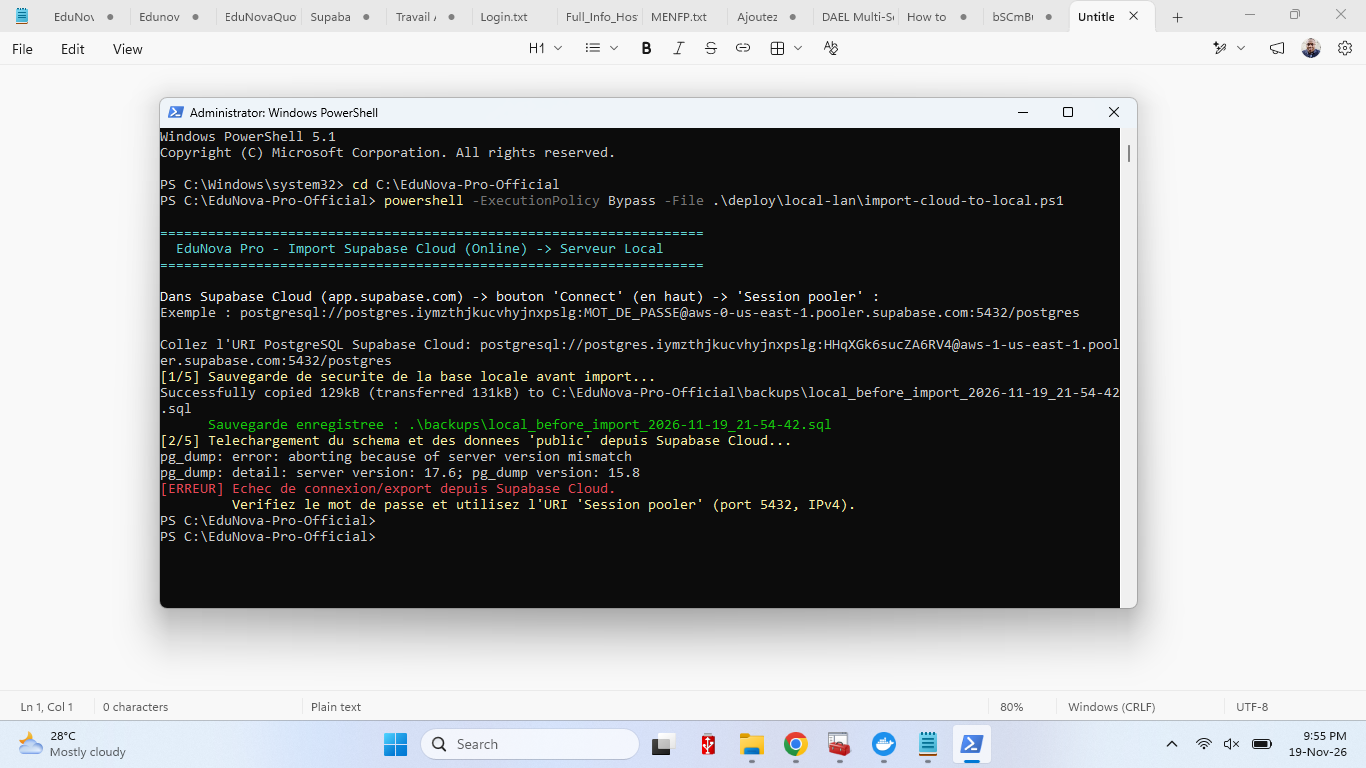 EduNov
Edunov
EduNovaQuo
Supaba
Travail /
Login.txt
Full_Info_Hos
MENFP.txt
Ajoutez
DAEL Multi-Se
How to
bSCmB
Untitle
File
Edit
View
H1
Administrator: Windows PowerShell
Windows PowerShell 5.1
Copyright (C) Microsoft Corporation. All rights reserved.
PS C:\Windows\system32> cd C:\EduNova-Pro-Official
PS C:\EduNova-Pro-Official> powershell -ExecutionPolicy Bypass -File .\deploy\local-lan\import-cloud-to-local.ps1
====================================================================
EduNova Pro - Import Supabase Cloud (Online) -> Serveur Local
====================================================================
Dans Supabase Cloud (app.supabase.com) -> bouton 'Connect' (en haut) -> 'Session pooler' :
Exemple : postgresql://postgres.iymzthjkucvhyjnxpslg:MOT_DE_PASSE@aws-0-us-east-1.pooler.supabase.com:5432/postgres
Collez l'URI PostgreSQL Supabase Cloud: postgresql://postgres.iymzthjkucvhyjnxpslg:HHqXGk6sucZA6RV4@aws-1-us-east-1.pool
er.supabase.com:5432/postgres
[1/5] Sauvegarde de securite de la base locale avant import...
Successfully copied 129kB (transferred 131kB) to C:\EduNova-Pro-Official\backups\local_before_import_2026-11-19_21-54-42
.sql
Sauvegarde enregistree : .\backups\local_before_import_2026-11-19_21-54-42.sql
[2/5] Telechargement du schema et des donnees 'public' depuis Supabase Cloud...
pg_dump: error: aborting because of server version mismatch
pg_dump: detail: server version: 17.6; pg_dump version: 15.8
[ERREUR] Echec de connexion/export depuis Supabase Cloud.
Verifiez le mot de passe et utilisez l'URI 'Session pooler' (port 5432, IPv4).
PS C:\EduNova-Pro-Official>
PS C:\EduNova-Pro-Official>
Ln 1, Col 1
0 characters
Plain text
80%
Windows (CRLF)
UTF-8
28°C
Mostly cloudy
Search
9:55 PM
19-Nov-26